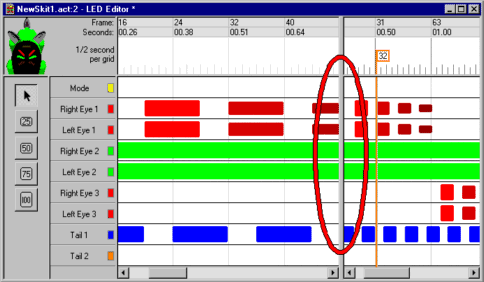 NewSkit1.act:2 - LED Editor *
Frame: 16 24 32 40 31 63
Seconds: 00.26 00.38 00.51 00.64 00.50 01.00
1/2 second
per grid
32
Mode
Right Eye 1
Left Eye 1
Right Eye 2
Left Eye 2
Right Eye 3
Left Eye 3
Tail 1
Tail 2
25
50
75
100